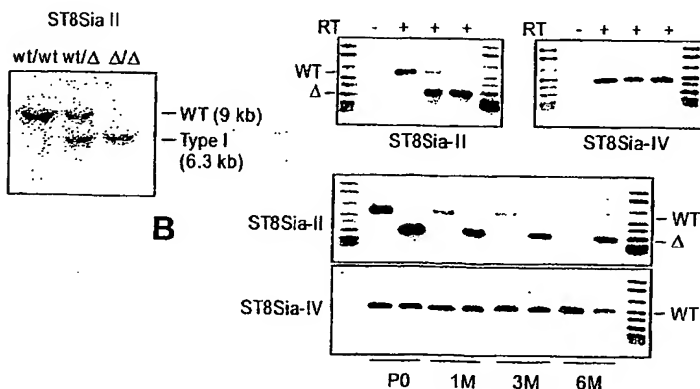 ST8Sia II
wt/wt wt/Δ Δ/Δ
WT (9 kb)
Type I
(6.3 kb)
B
RT - + + +
WT
Δ
ST8Sia-II
RT - + + +
ST8Sia-IV
ST8Sia-II
WT
Δ
ST8Sia-IV
WT
P0 1M 3M 6M